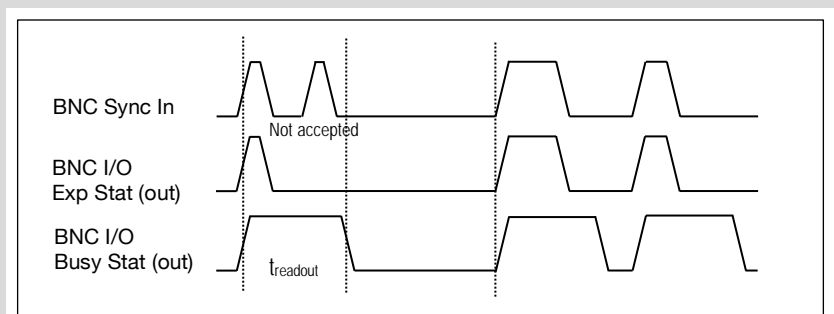 BNC Sync In
Not accepted
BNC I/O
Exp Stat (out)
BNC I/O
Busy Stat (out)
treadout